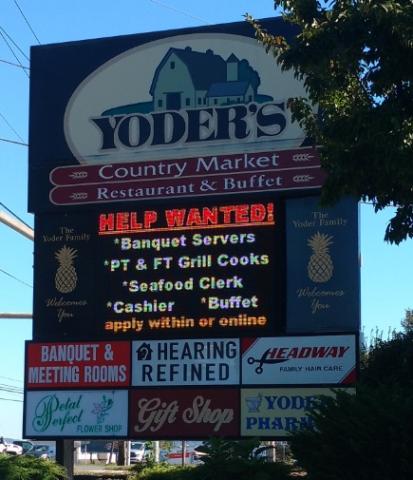 YODER'S
Country Market
Restaurant & Buffet
HELP WANTED!
*Banquet Servers
*PT & FT Grill Cooks
*Seafood Clerk
*Cashier *Buffet
apply within or online
The
Yoder Family
Welcomes
You
The
Yoder Family
Welcomes
You
BANQUET &
MEETING ROOMS
HEARING
REFINED
HEADWAY
FAMILY HAIR CARE
Petal
Perfect
FLOWER SHOP
Gift Shop
YODE
PHARM